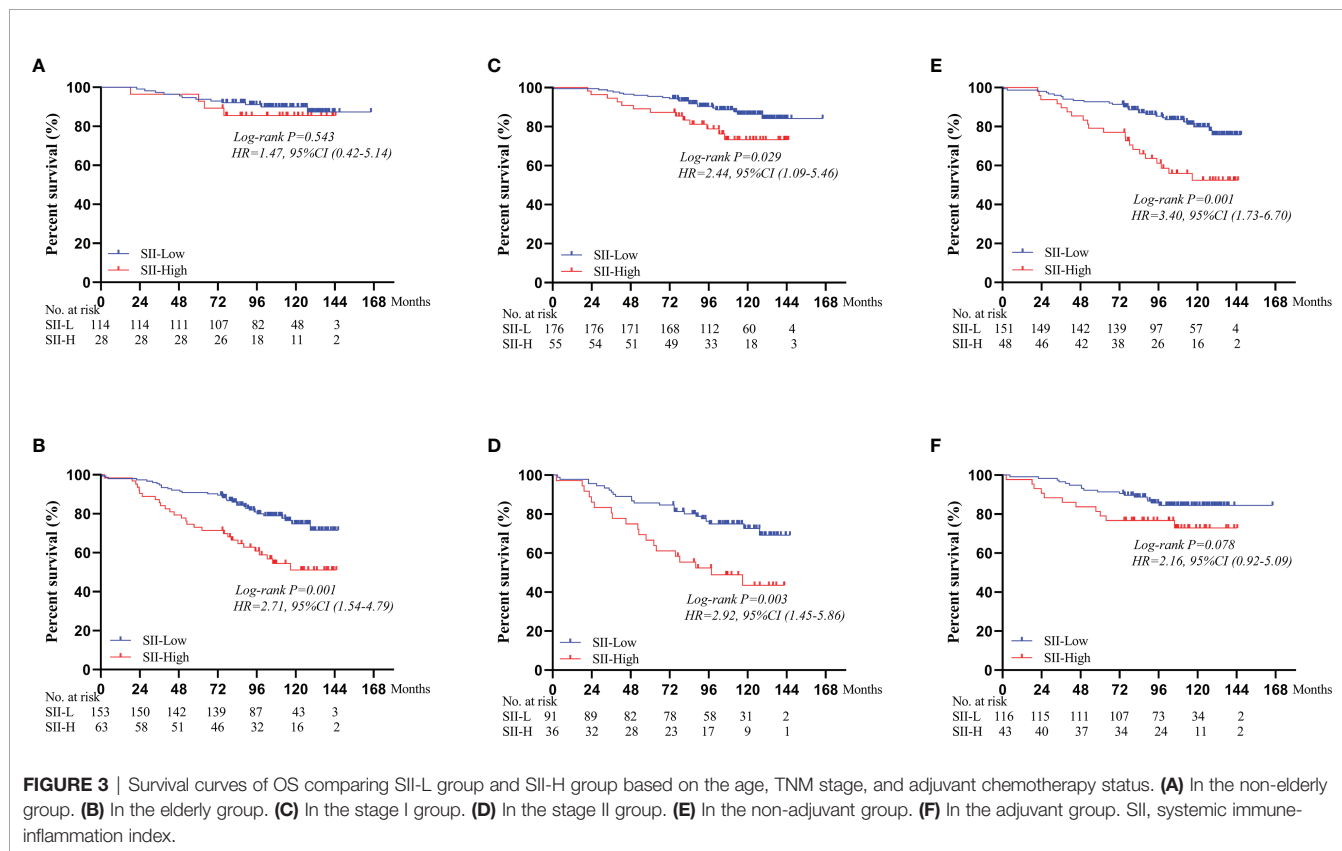 A
Percent survival (%)
100
80
60
40
20
0
Log-rank P=0.543
HR=1.47, 95%CI (0.42-5.14)
SII-Low
SII-High
0 24 48 72 96 120 144 168 Months
No. at risk
SII-L 114 114 111 107 82 48 3
SII-H 28 28 28 26 18 11 2
C
Percent survival (%)
100
80
60
40
20
0
Log-rank P=0.029
HR=2.44, 95%CI (1.09-5.46)
SII-Low
SII-High
0 24 48 72 96 120 144 168 Months
No. at risk
SII-L 176 176 171 168 112 60 4
SII-H 55 54 51 49 33 18 3
E
Percent survival (%)
100
80
60
40
20
0
Log-rank P=0.001
HR=3.40, 95%CI (1.73-6.70)
SII-Low
SII-High
0 24 48 72 96 120 144 168 Months
No. at risk
SII-L 151 149 142 139 97 57 4
SII-H 48 46 42 38 26 16 2
B
Percent survival (%)
100
80
60
40
20
0
Log-rank P=0.001
HR=2.71, 95%CI (1.54-4.79)
SII-Low
SII-High
0 24 48 72 96 120 144 168 Months
No. at risk
SII-L 153 150 142 139 87 43 3
SII-H 63 58 51 46 32 16 2
D
Percent survival (%)
100
80
60
40
20
0
Log-rank P=0.003
HR=2.92, 95%CI (1.45-5.86)
SII-Low
SII-High
0 24 48 72 96 120 144 168 Months
No. at risk
SII-L 91 89 82 78 58 31 2
SII-H 36 32 28 23 17 9 1
F
Percent survival (%)
100
80
60
40
20
0
Log-rank P=0.078
HR=2.16, 95%CI (0.92-5.09)
SII-Low
SII-High
0 24 48 72 96 120 144 168 Months
No. at risk
SII-L 116 115 111 107 73 34 2
SII-H 43 40 37 34 24 11 2
FIGURE 3 | Survival curves of OS comparing SII-L group and SII-H group based on the age, TNM stage, and adjuvant chemotherapy status. (A) In the non-elderly
group. (B) In the elderly group. (C) In the stage I group. (D) In the stage II group. (E) In the non-adjuvant group. (F) In the adjuvant group. SII, systemic immune-
inflammation index.